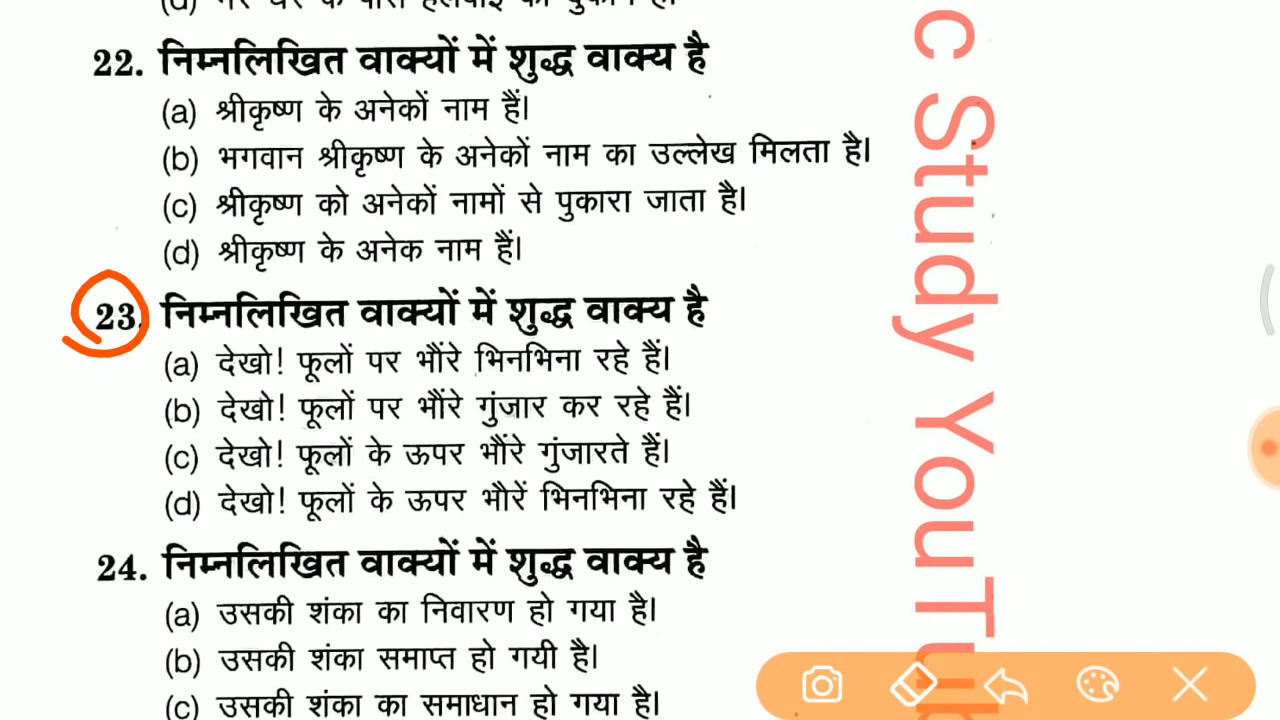 22. निम्नलिखित वाक्यों में शुद्ध वाक्य है
(a) श्रीकृष्ण के अनेकों नाम हैं।
(b) भगवान श्रीकृष्ण के अनेकों नाम का उल्लेख मिलता है।
(c) श्रीकृष्ण को अनेकों नामों से पुकारा जाता है।
(d) श्रीकृष्ण के अनेक नाम हैं।
23. निम्नलिखित वाक्यों में शुद्ध वाक्य है
(a) देखो! फूलों पर भौंरे भिनभिना रहे हैं।
(b) देखो! फूलों पर भौंरे गुंजार कर रहे हैं।
(c) देखो! फूलों के ऊपर भौंरे गुंजारते हैं।
(d) देखो! फूलों के ऊपर भौरें भिनभिना रहे हैं।
24. निम्नलिखित वाक्यों में शुद्ध वाक्य है
(a) उसकी शंका का निवारण हो गया है।
(b) उसकी शंका समाप्त हो गयी है।
(c) उसकी शंका का समाधान हो गया है।
c Study YouTu